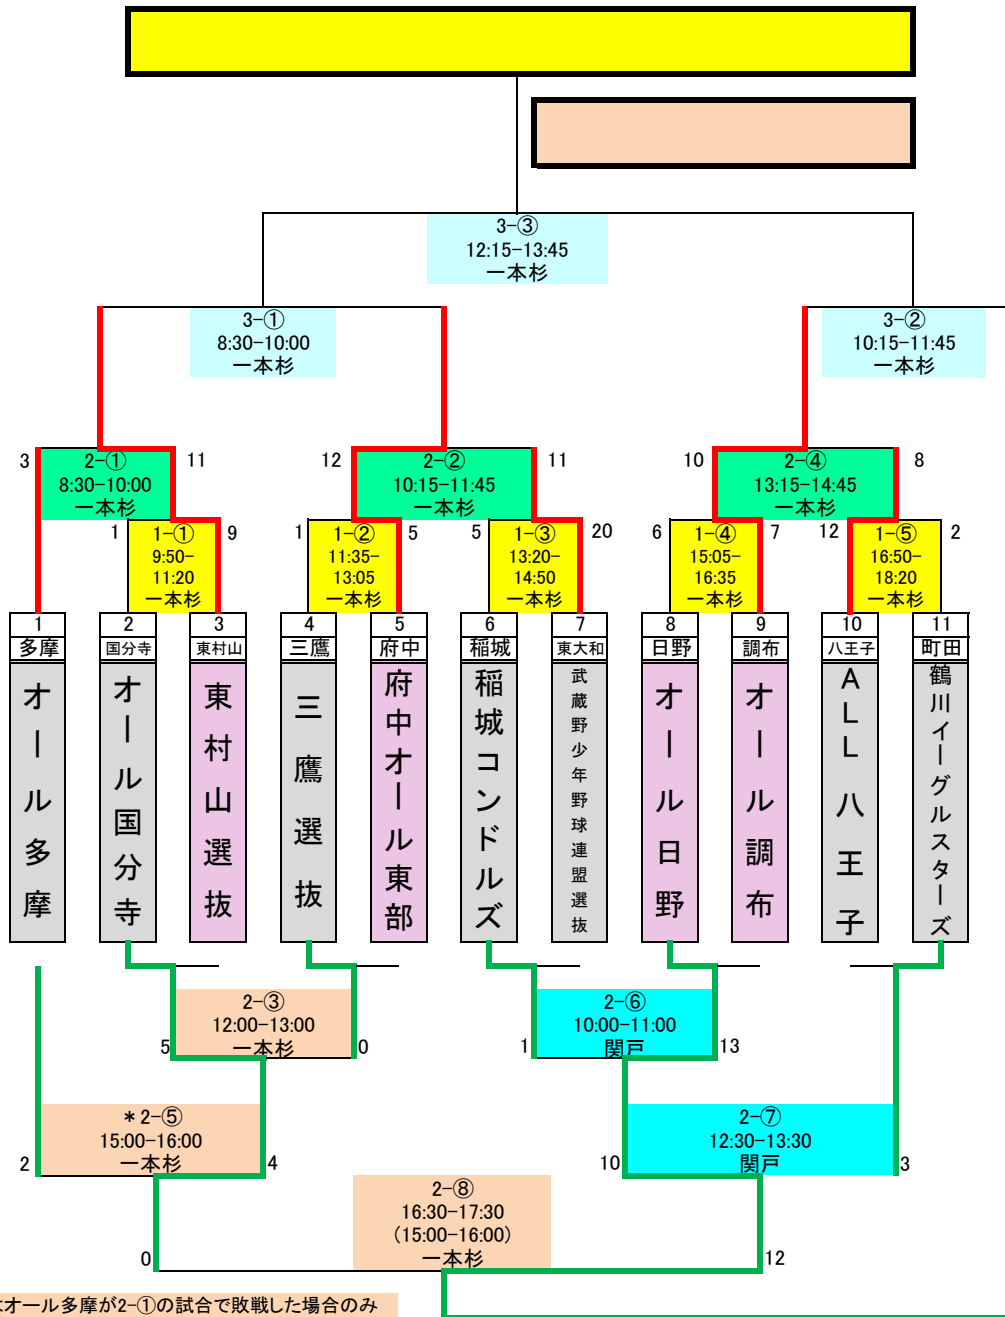 3-③
12:15-13:45
一本杉
3-①
8:30-10:00
一本杉
3-②
10:15-11:45
一本杉
3
2-①
8:30-10:00
一本杉
11
12
2-②
10:15-11:45
一本杉
11
10
2-④
13:15-14:45
一本杉
8
1
1-①
9:50-
11:20
一本杉
9
1
1-②
11:35-
13:05
一本杉
5
5
1-③
13:20-
14:50
一本杉
20
6
1-④
15:05-
16:35
一本杉
7
12
1-⑤
16:50-
18:20
一本杉
2
1
多摩
オール多摩
2
国分寺
オール国分寺
3
東村山
東村山選抜
4
三鷹
三鷹選抜
5
府中
府中オール東部
6
稲城
稲城コンドルズ
7
東大和
武蔵野少年野球連盟選抜
8
日野
オール日野
9
調布
オール調布
10
八王子
ALL八王子
11
町田
鶴川イーグルスターズ
5
2-③
12:00-13:00
一本杉
0
1
2-⑥
10:00-11:00
関戸
13
2
*2-⑤
15:00-16:00
一本杉
4
10
2-⑦
12:30-13:30
関戸
3
0
2-⑧
16:30-17:30
(15:00-16:00)
一本杉
12
オール多摩が2-①の試合で敗戦した場合のみ